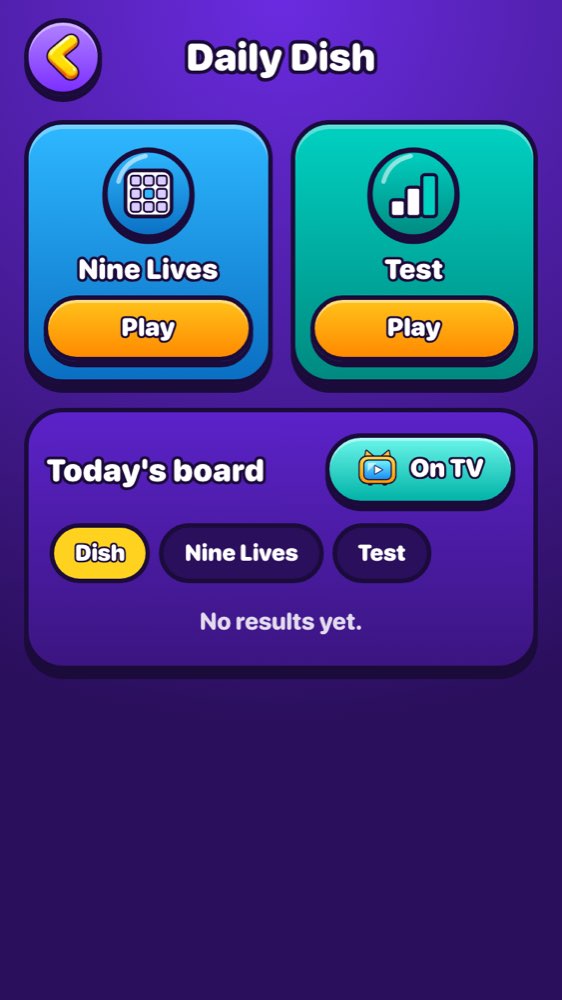 Daily Dish
Nine Lives
Test
Play
Play
Today's board
On TV
Dish
Nine Lives
Test
No results yet.